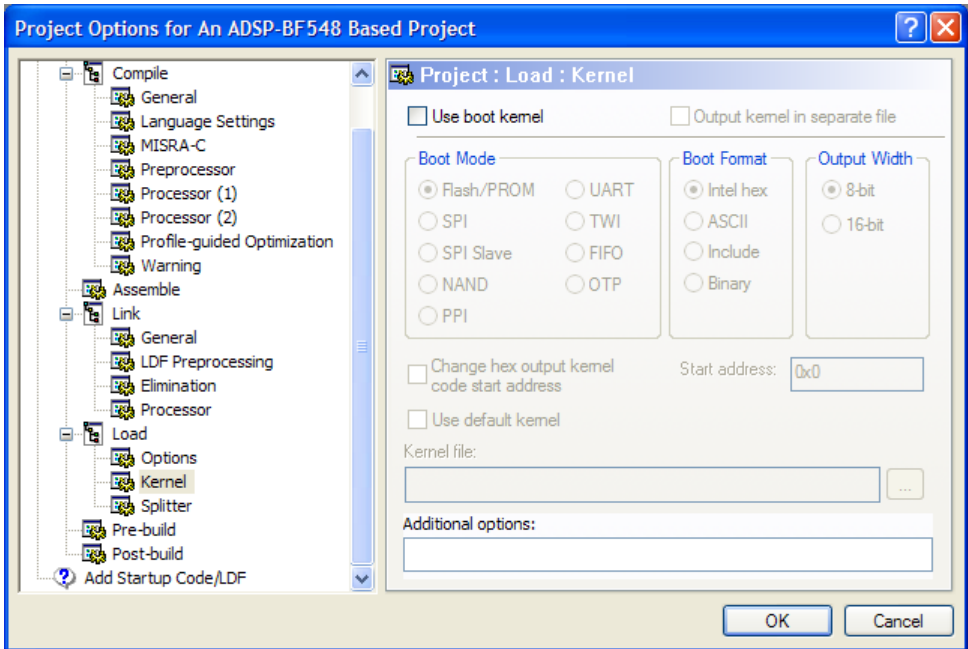 Project Options for An ADSP-BF548 Based Project
Compile
General
Language Settings
MISRA-C
Preprocessor
Processor (1)
Processor (2)
Profile-guided Optimization
Warning
Assemble
Link
General
LDF Preprocessing
Elimination
Processor
Load
Options
Kernel
Splitter
Pre-build
Post-build
Add Startup Code/LDF
Project : Load : Kernel
Use boot kernel
Output kernel in separate file
Boot Mode
Flash/PROM
UART
SPI
TWI
SPI Slave
FIFO
NAND
OTP
PPI
Boot Format
Intel hex
ASCII
Include
Binary
Output Width
8-bit
16-bit
Change hex output kernel
code start address
Start address:
0x0
Use default kernel
Kernel file:
...
Additional options:
OK
Cancel